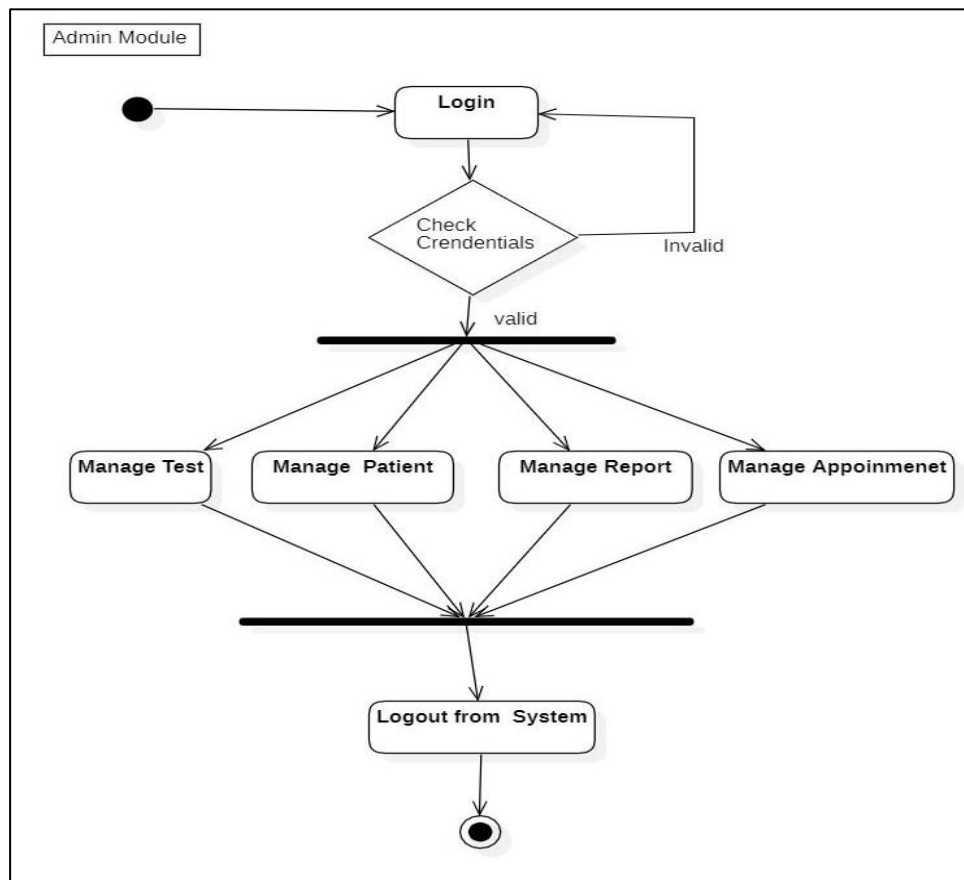 Admin Module
Login
Check
Crendentials
Invalid
valid
Manage Test
Manage  Patient
Manage Report
Manage Appoinmenet
Logout from  System